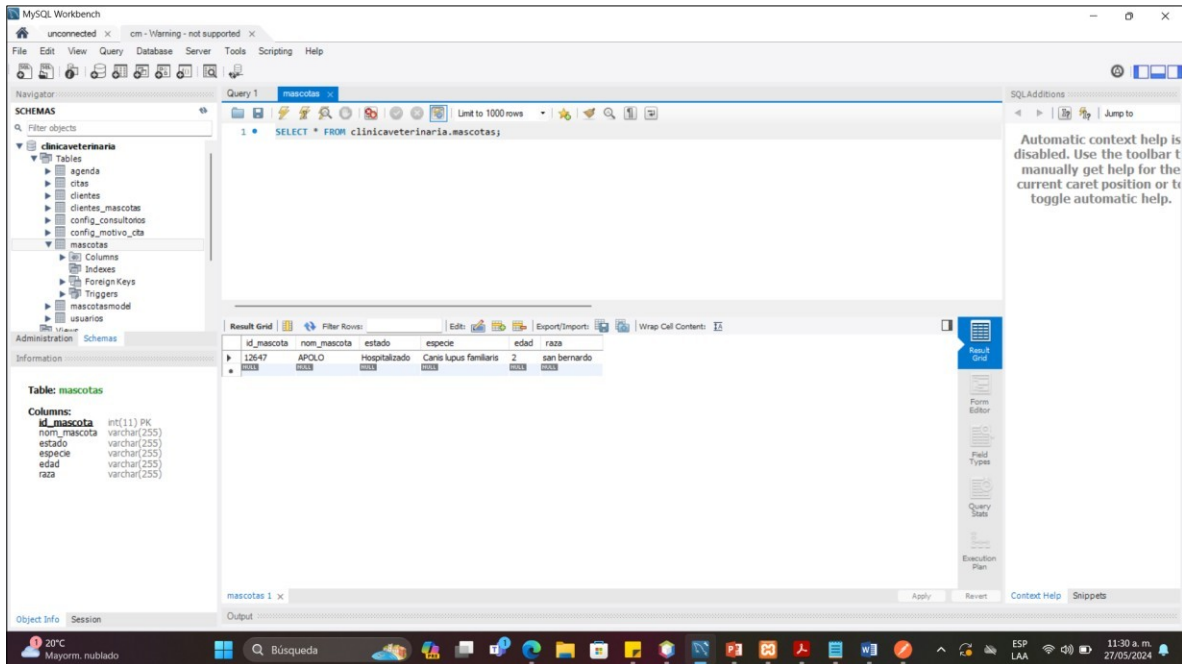 MySQL Workbench
unconnected × cm - Warning - not supported ×
File Edit View Query Database Server Tools Scripting Help
Navigator
SCHEMAS
Filter objects
clinicaveterinaria
Tables
agenda
citas
clientes
clientes_mascotas
config_consultorios
config_motivo_cita
mascotas
Columns
Indexes
Foreign Keys
Triggers
mascotasmodel
usuarios
Views
Administration Schemas
Information
Table: mascotas
Columns:
id_mascota int(11) PK
nom_mascota varchar(255)
estado varchar(255)
especie varchar(255)
edad varchar(255)
raza varchar(255)
Object Info Session
Query 1 mascotas ×
Limit to 1000 rows
1 SELECT * FROM clinicaveterinaria.mascotas;
Result Grid Filter Rows: Edit: Export/Import: Wrap Cell Content:
id_mascota nom_mascota estado especie edad raza
12647 APOLO Hospitalizado Canis lupus familiaris 2 san bernardo
NULL NULL NULL NULL NULL NULL
Result Grid
Form Editor
Field Types
Query Stats
Execution Plan
mascotas 1 × Apply Revert
Output
SQLAdditions
Jump to
Automatic context help is
disabled. Use the toolbar t
manually get help for the
current caret position or to
toggle automatic help.
Context Help Snippets
1 20°C
Mayorm. nublado
Búsqueda
ESP
LAA
11:30 a. m.
27/05/2024